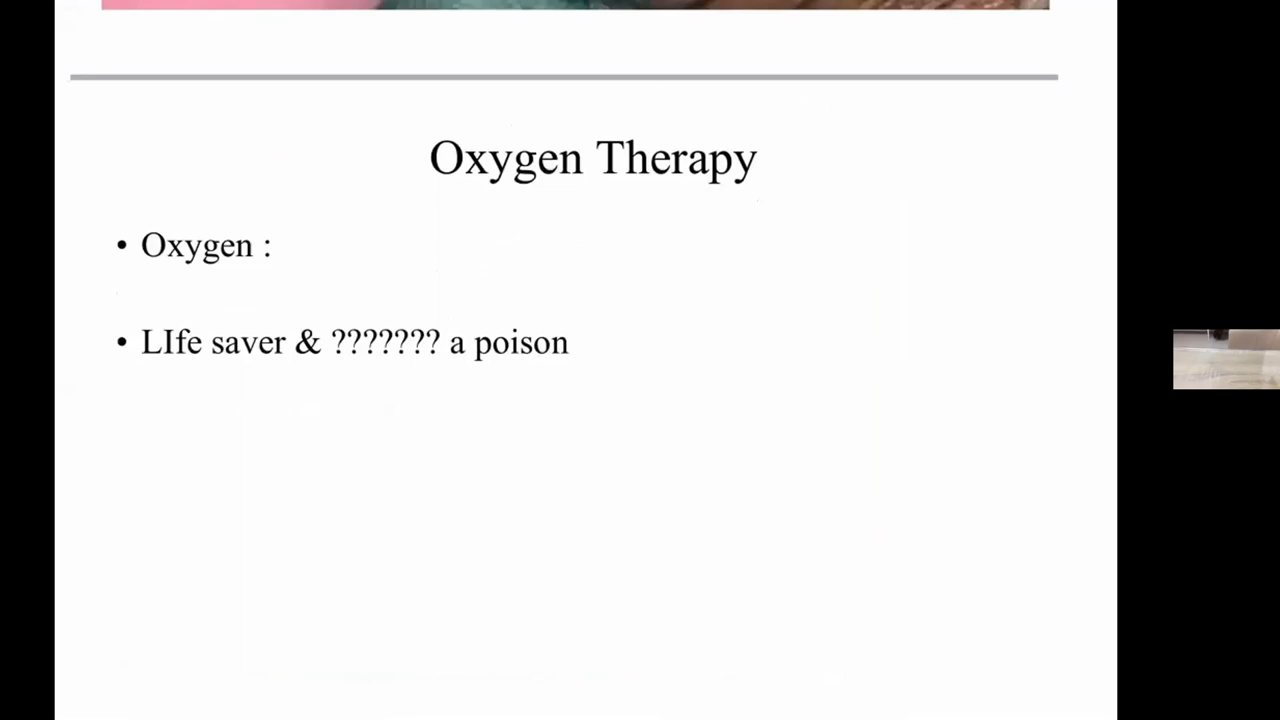 Oxygen Therapy
• Oxygen :
• LIfe saver & ??????? a poison